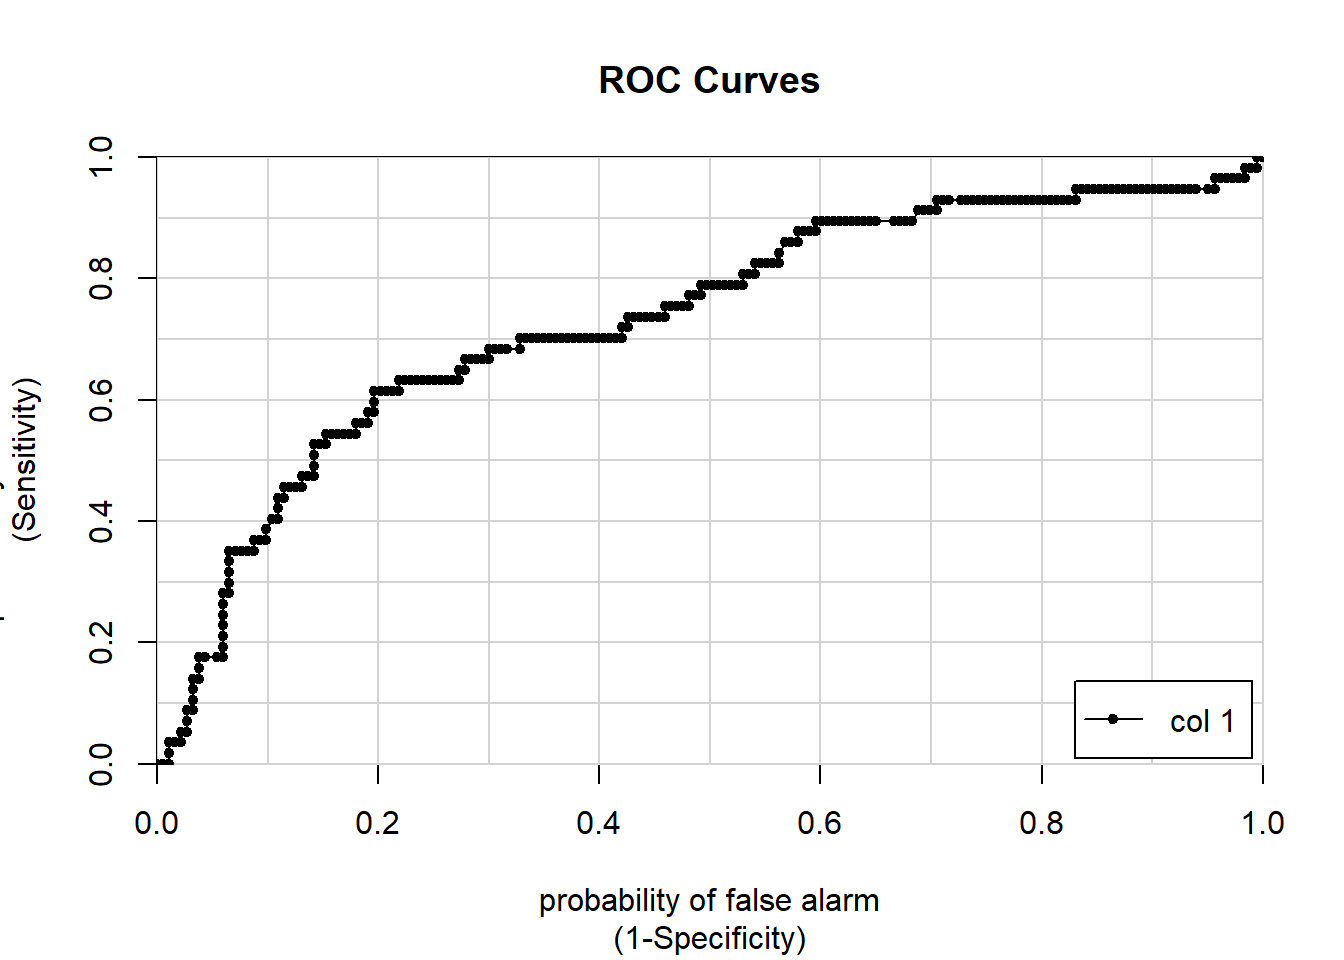 ROC Curves
(Sensitivity)
1.0
0.8
0.6
0.4
0.2
0.0
col 1
0.0 0.2 0.4 0.6 0.8 1.0
probability of false alarm
(1-Specificity)